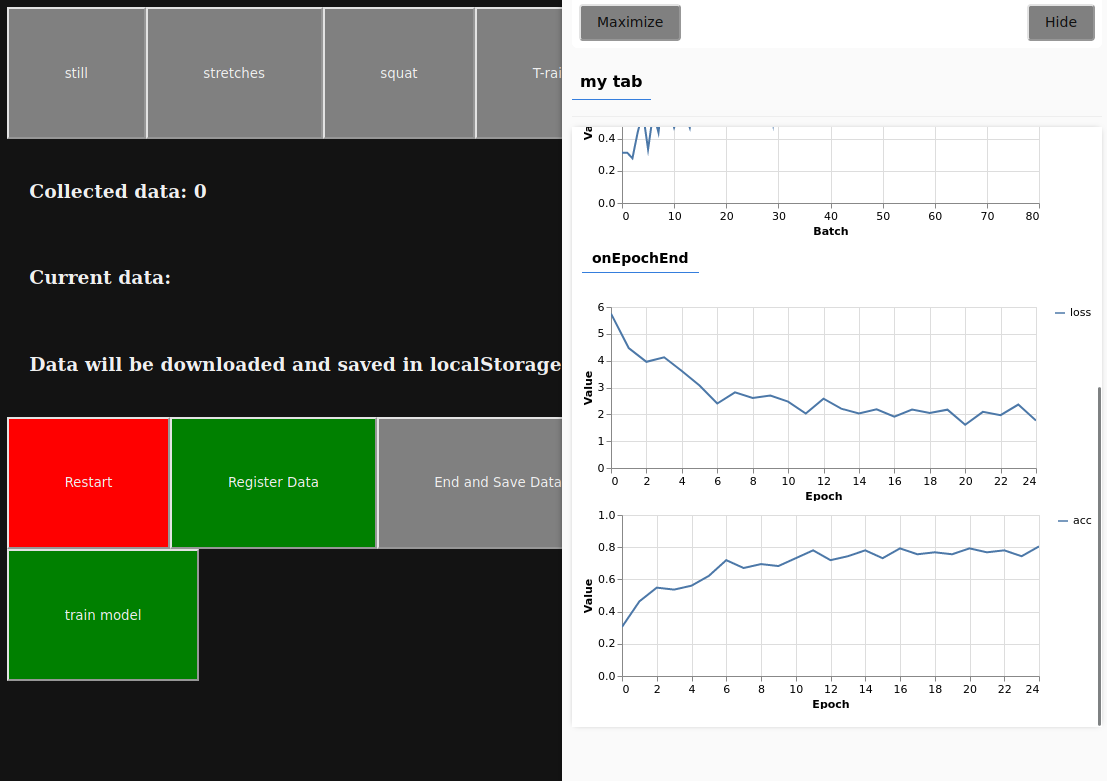 still
stretches
squat
T-rai
Collected data: 0
Current data:
Data will be downloaded and saved in localStorage
Restart
Register Data
End and Save Data
train model
Maximize
Hide
my tab
Va
0.4
0.2
0.0
0 10 20 30 40 50 60 70 80
Batch
onEpochEnd
6
5
4
3
2
1
0
Value
loss
0 2 4 6 8 10 12 14 16 18 20 22 24
Epoch
1.0
0.8
0.6
0.4
0.2
0.0
Value
acc
0 2 4 6 8 10 12 14 16 18 20 22 24
Epoch